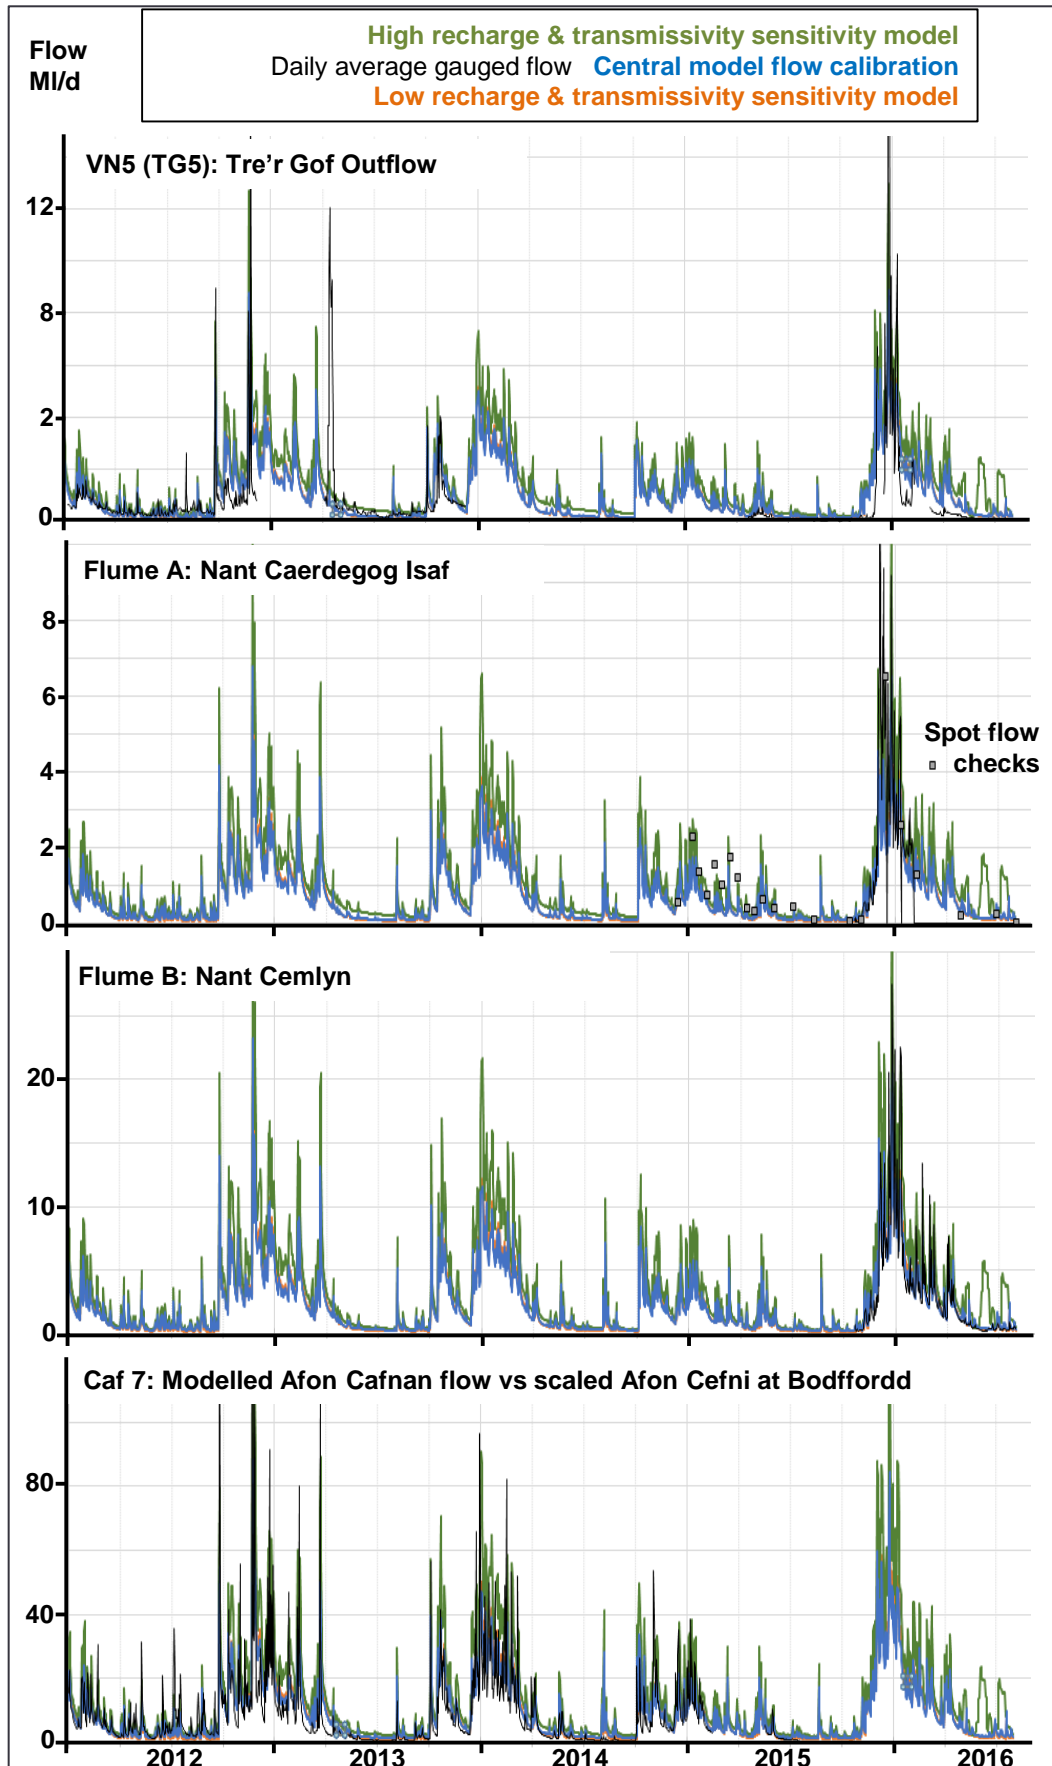 Flow
Ml/d
High recharge & transmissivity sensitivity model
Daily average gauged flow Central model flow calibration
Low recharge & transmissivity sensitivity model
VN5 (TG5): Tre'r Gof Outflow
12
8
2
0
Flume A: Nant Caerdegog Isaf
8
6
4
2
0
Spot flow
checks
Flume B: Nant Cemlyn
20
10
0
Caf 7: Modelled Afon Cafnan flow vs scaled Afon Cefni at Bodffordd
80
40
0
2012 2013 2014 2015 2016